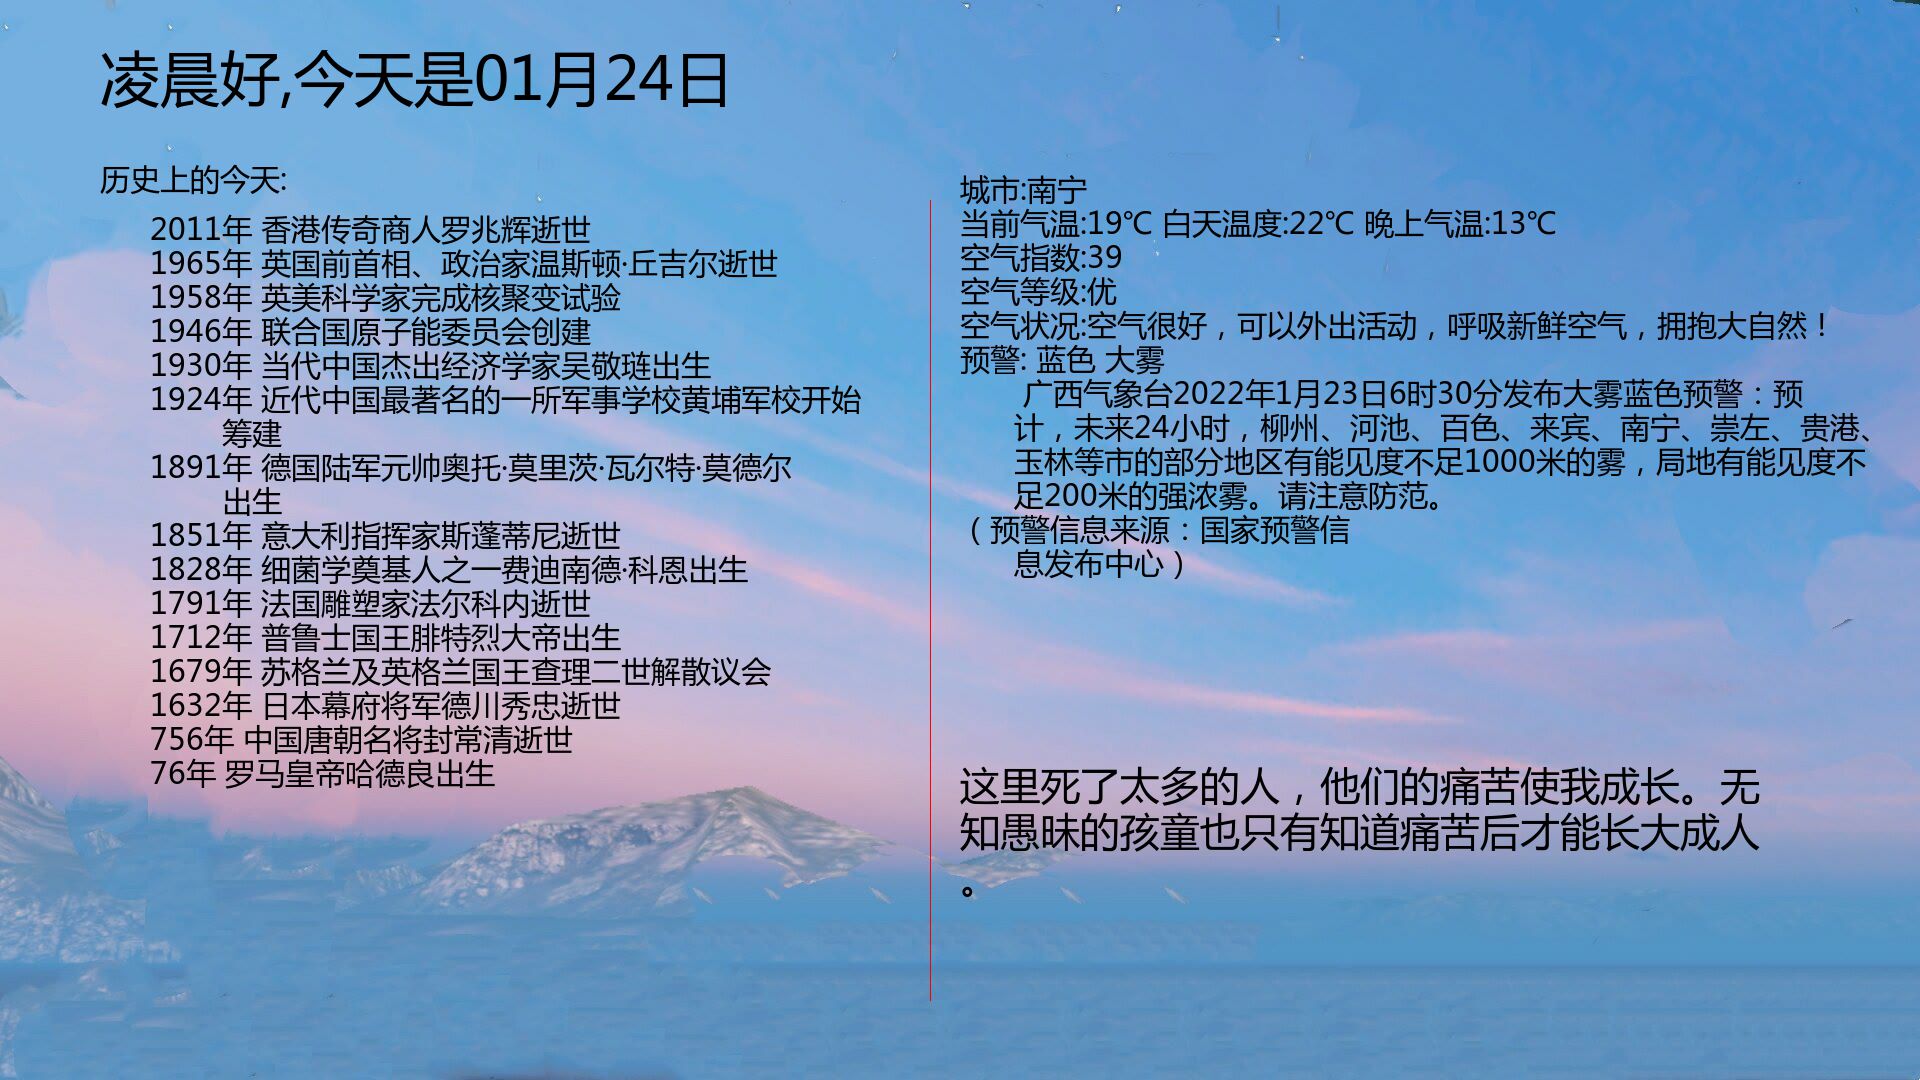 凌晨好,今天是01月24日
历史上的今天:
2011年 香港传奇商人罗兆辉逝世
1965年 英国前首相、政治家温斯顿·丘吉尔逝世
1958年 英美科学家完成核聚变试验
1946年 联合国原子能委员会创建
1930年 当代中国杰出经济学家吴敬琏出生
1924年 近代中国最著名的一所军事学校黄埔军校开始
筹建
1891年 德国陆军元帅奥托·莫里茨·瓦尔特·莫德尔
出生
1851年 意大利指挥家斯蓬蒂尼逝世
1828年 细菌学奠基人之一费迪南德·科恩出生
1791年 法国雕塑家法尔科内逝世
1712年 普鲁士国王腓特烈大帝出生
1679年 苏格兰及英格兰国王查理二世解散议会
1632年 日本幕府将军德川秀忠逝世
756年 中国唐朝名将封常清逝世
76年 罗马皇帝哈德良出生
城市:南宁
当前气温:19℃ 白天温度:22℃ 晚上气温:13℃
空气指数:39
空气等级:优
空气状况:空气很好，可以外出活动，呼吸新鲜空气，拥抱大自然！
预警: 蓝色 大雾
广西气象台2022年1月23日6时30分发布大雾蓝色预警：预
计，未来24小时，柳州、河池、百色、来宾、南宁、崇左、贵港、
玉林等市的部分地区有能见度不足1000米的雾，局地有能见度不
足200米的强浓雾。请注意防范。
（预警信息来源：国家预警信
息发布中心）
这里死了太多的人，他们的痛苦使我成长。无
知愚昧的孩童也只有知道痛苦后才能长大成人
。